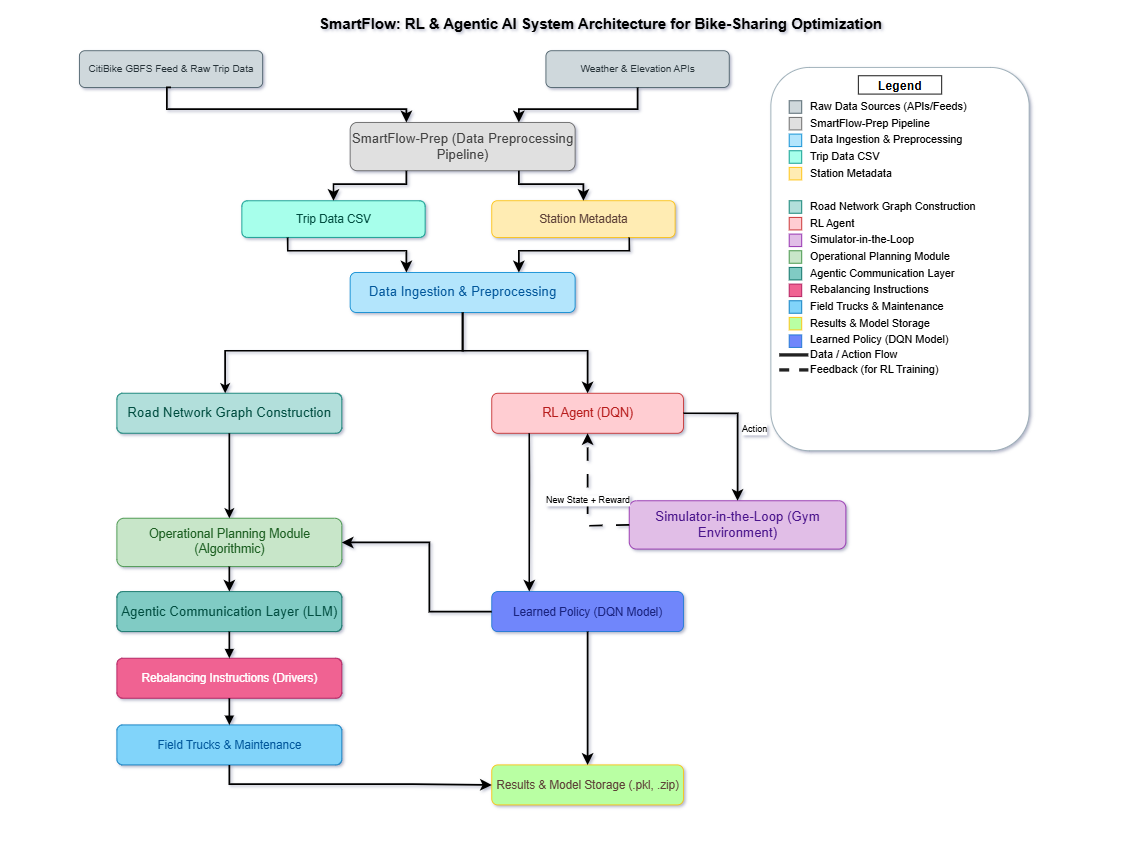 SmartFlow: RL & Agentic AI System Architecture for Bike-Sharing Optimization
CitiBike GBFS Feed & Raw Trip Data
Weather & Elevation APIs
SmartFlow-Prep (Data Preprocessing
Pipeline)
Trip Data CSV
Station Metadata
Data Ingestion & Preprocessing
Road Network Graph Construction
RL Agent (DQN)
Action
New State + Reward
Simulator-in-the-Loop (Gym
Environment)
Operational Planning Module
(Algorithmic)
Agentic Communication Layer (LLM)
Learned Policy (DQN Model)
Rebalancing Instructions (Drivers)
Field Trucks & Maintenance
Results & Model Storage (.pkl, .zip)
Legend
Raw Data Sources (APIs/Feeds)
SmartFlow-Prep Pipeline
Data Ingestion & Preprocessing
Trip Data CSV
Station Metadata
Road Network Graph Construction
RL Agent
Simulator-in-the-Loop
Operational Planning Module
Agentic Communication Layer
Rebalancing Instructions
Field Trucks & Maintenance
Results & Model Storage
Learned Policy (DQN Model)
Data / Action Flow
Feedback (for RL Training)